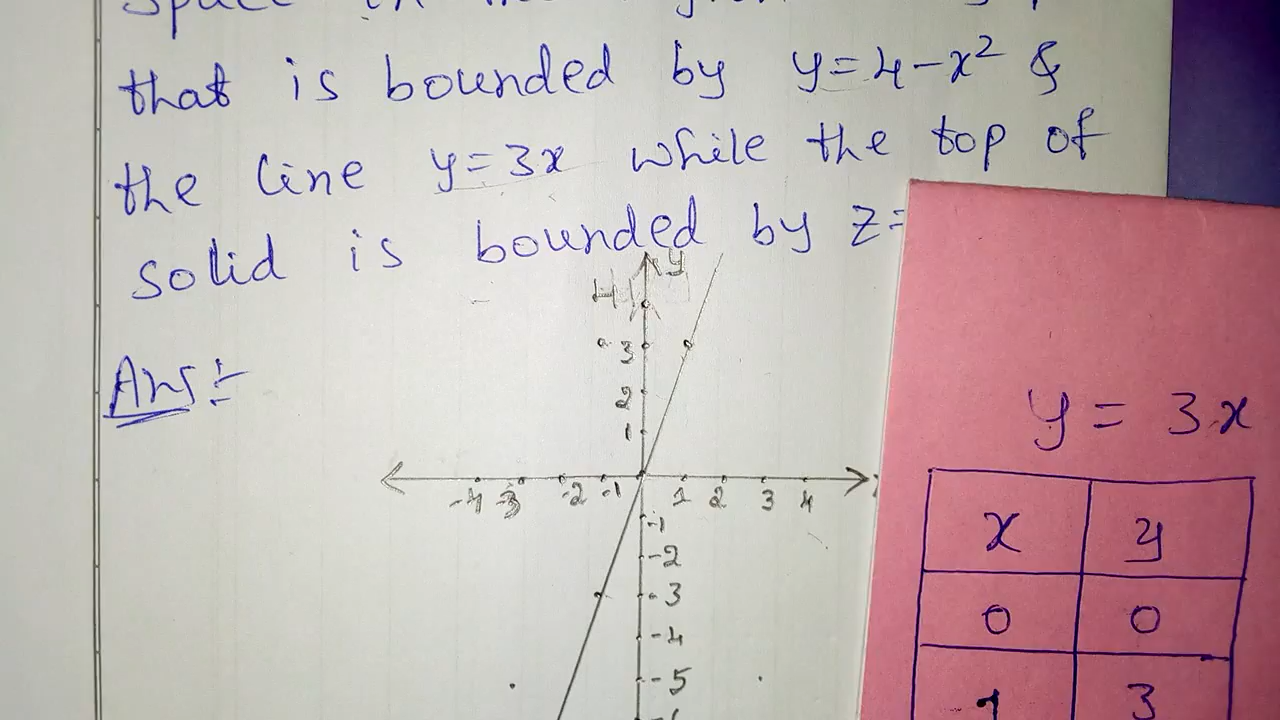 that is bounded by y=4-x² &
the line y=3x while the top of
solid is bounded by z=
Ans:-
y
4
3
2
1
-4 -3 -2 -1 1 2 3 4
-1
-2
-3
-4
-5
y = 3x
x y
0 0
1 3